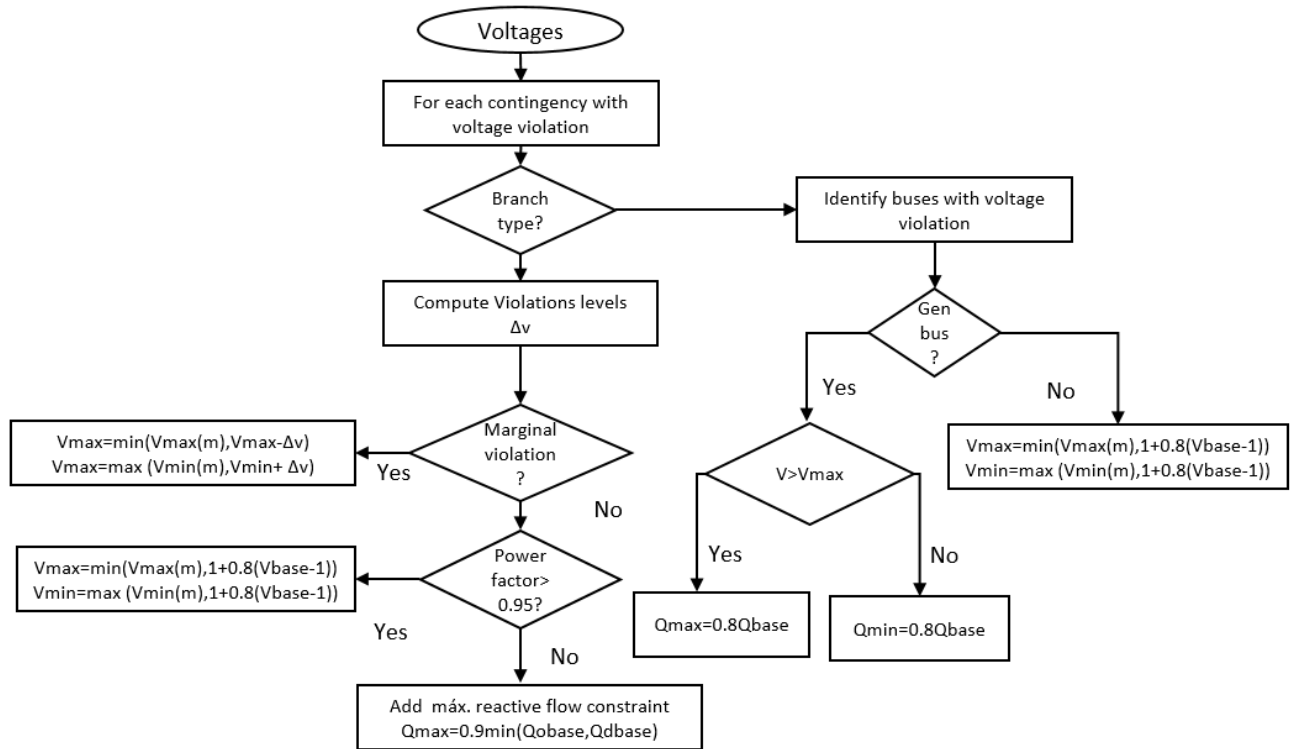 Voltages
For each contingency with
voltage violation
Branch
type?
Identify buses with voltage
violation
Compute Violations levels
Δv
Gen
bus
?
Yes
No
Marginal
violation
?
Yes
No
Vmax=min(Vmax(m),Vmax-Δv)
Vmax=max (Vmin(m),Vmin+ Δv)
V>Vmax
Yes
No
Vmax=min(Vmax(m),1+0.8(Vbase-1))
Vmin=max (Vmin(m),1+0.8(Vbase-1))
Power
factor>
0.95?
Yes
No
Vmax=min(Vmax(m),1+0.8(Vbase-1))
Vmin=max (Vmin(m),1+0.8(Vbase-1))
Qmax=0.8Qbase
Qmin=0.8Qbase
Add máx. reactive flow constraint
Qmax=0.9min(Qobase,Qdbase)